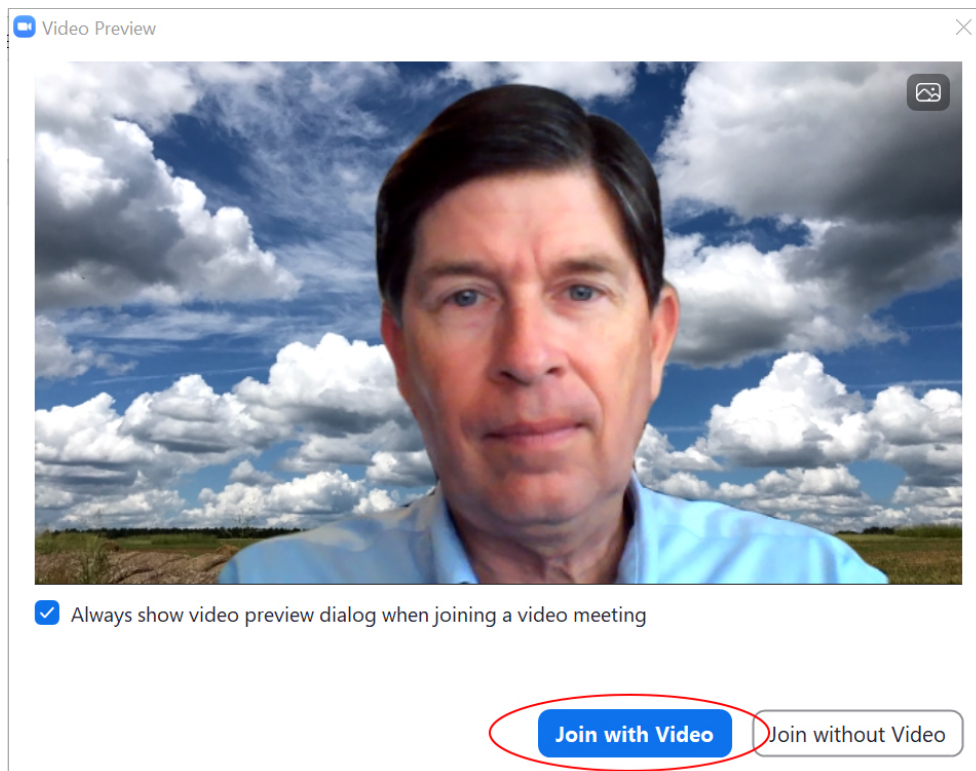 Video Preview
Always show video preview dialog when joining a video meeting
Join with Video
Join without Video